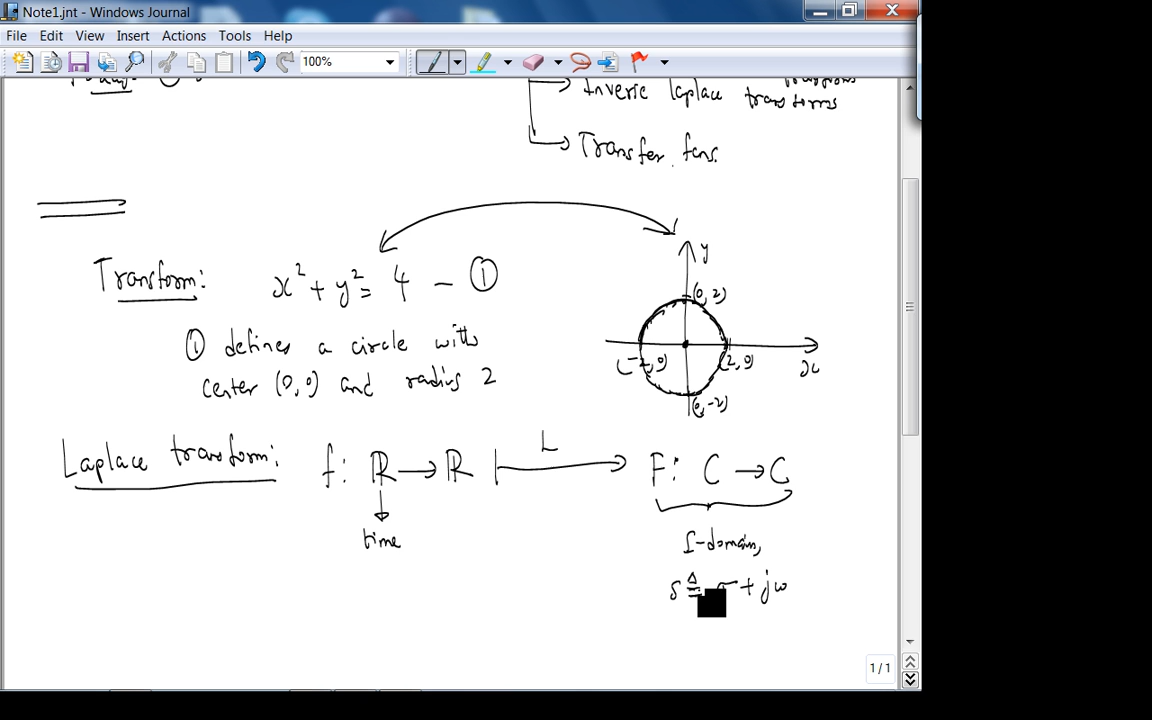 Note1.jnt - Windows Journal
File Edit View Insert Actions Tools Help
100%
Inverse laplace transforms
Transfer fcns.
Transform: x² + y² = 4 - ①
① defines a circle with
center (0,0) and radius 2
y
(0,2)
(-2,0) (2,0)
x
(0,-2)
Laplace transform: f: ℝ → ℝ L F: C → C
time
S-domain,
s ≜ σ + jω
1/1